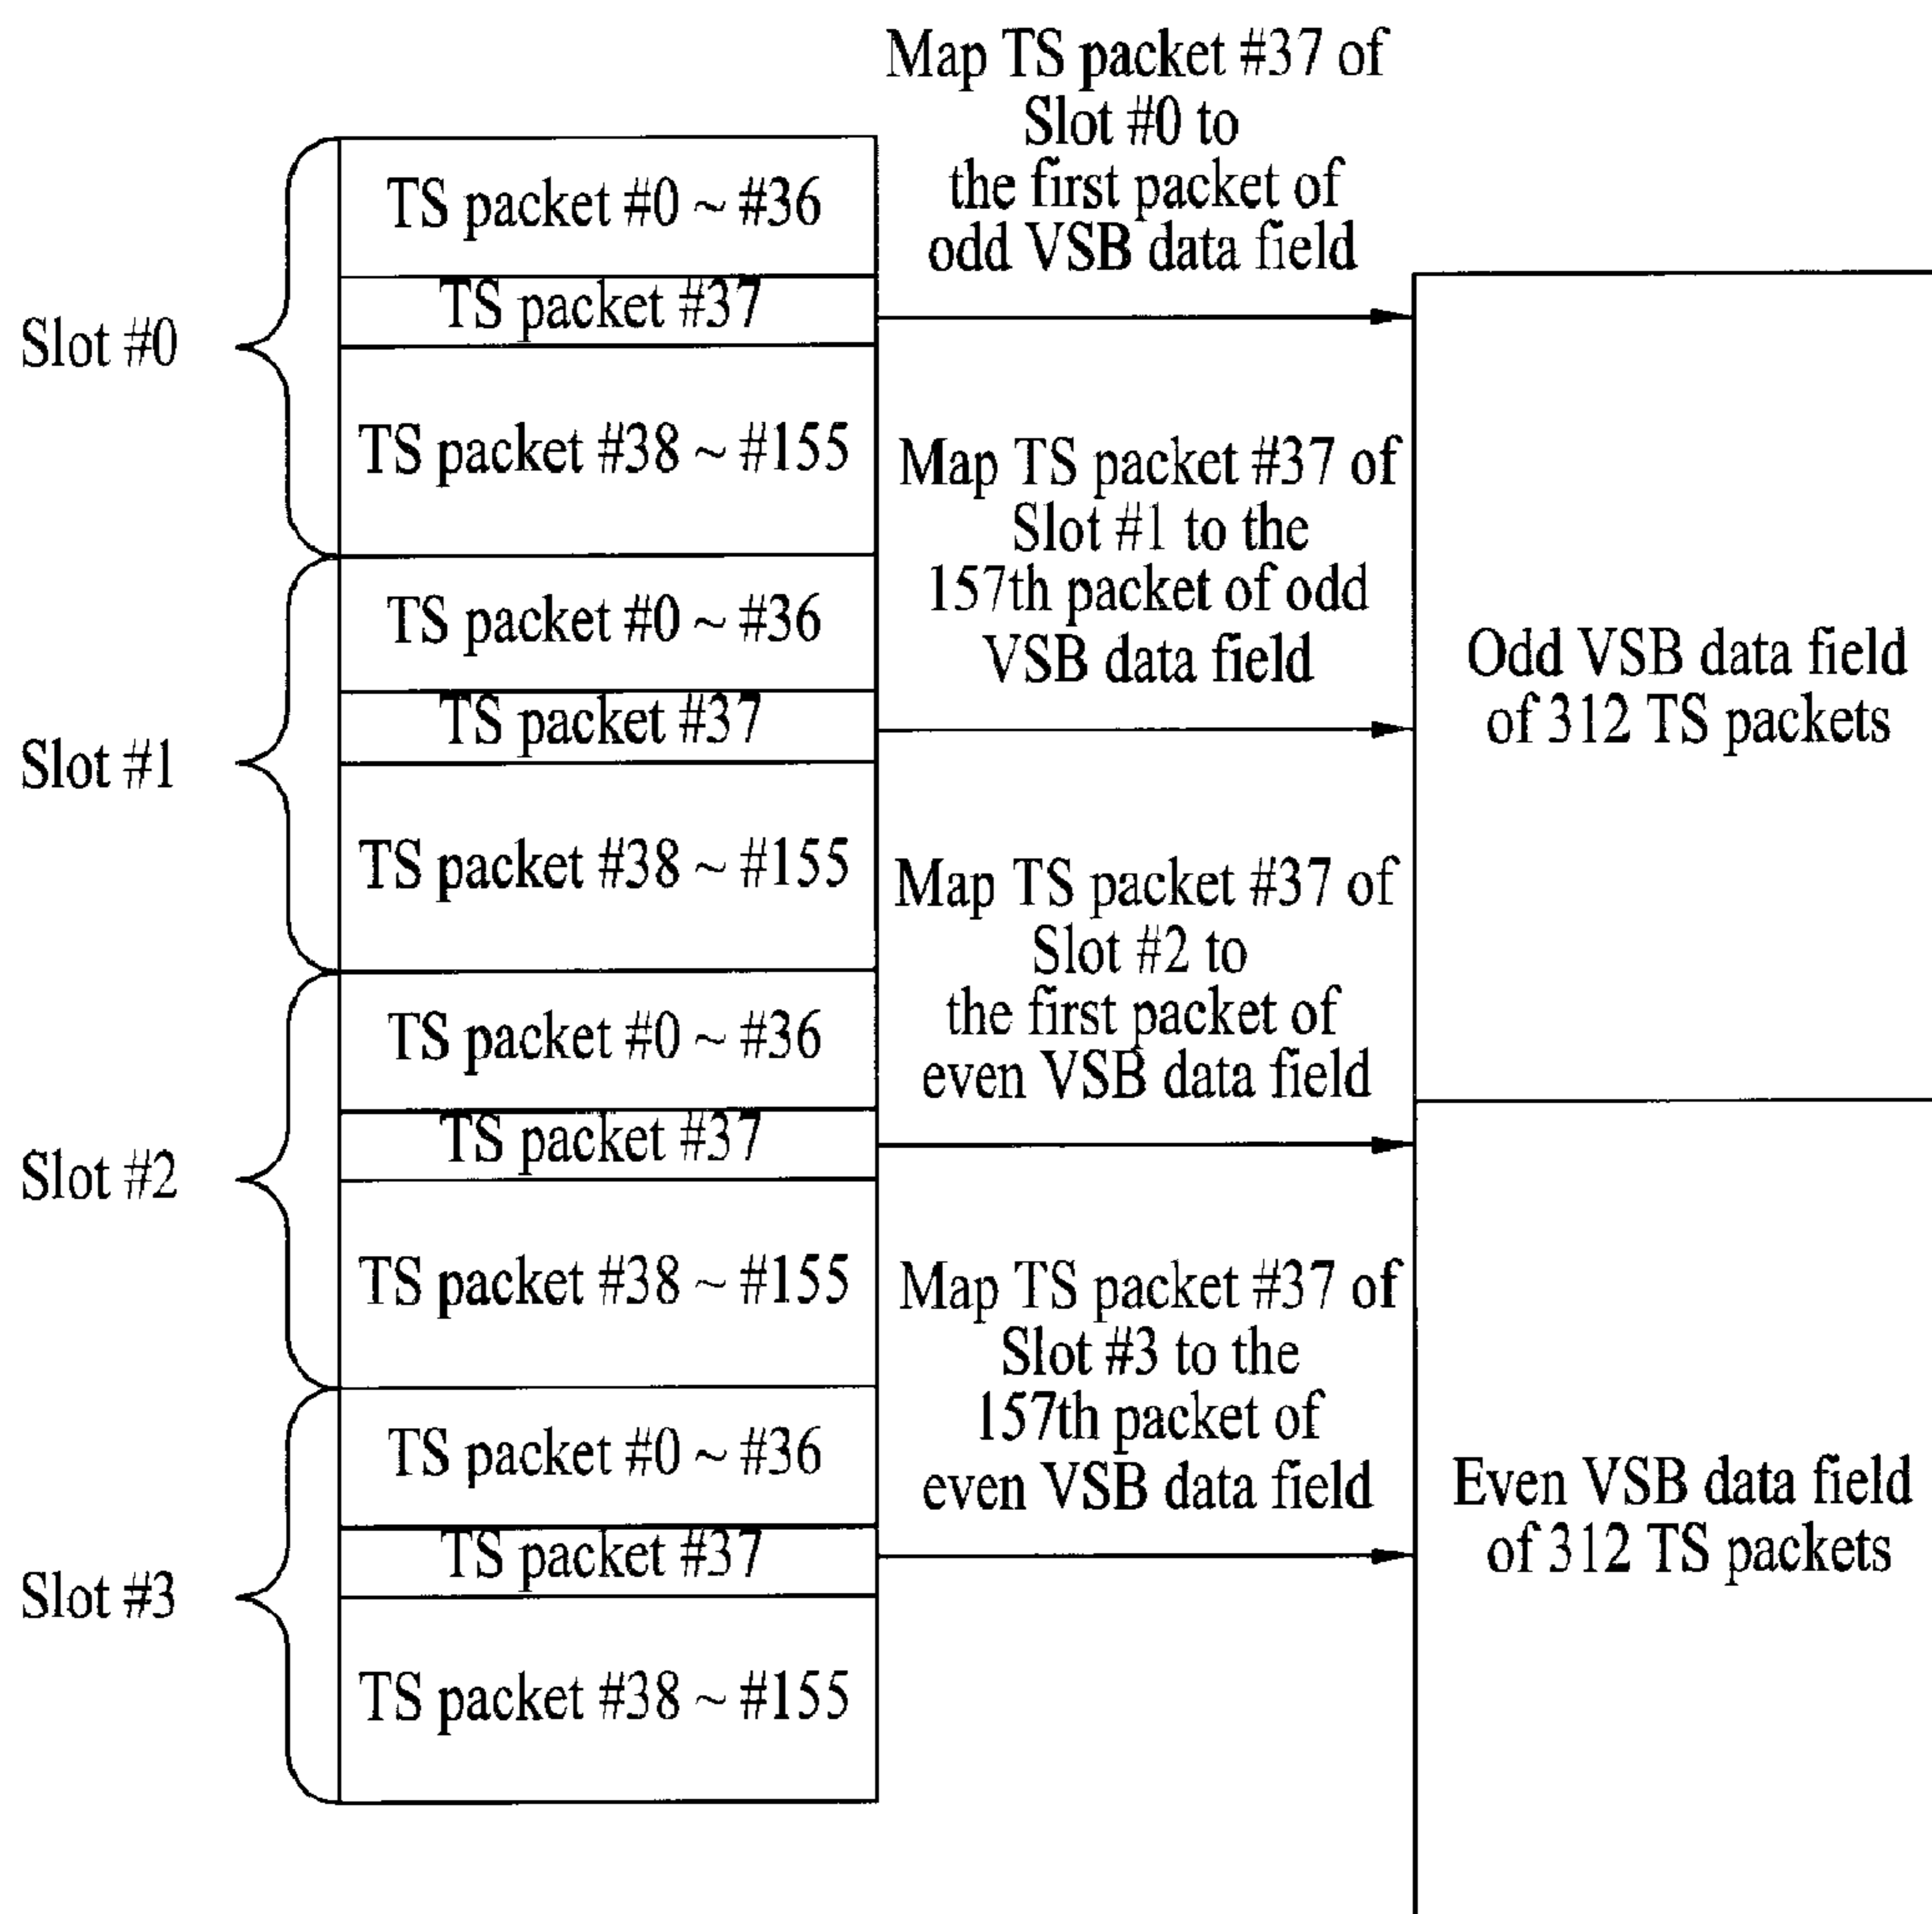 Map TS packet #37 of
Slot #0 to
the first packet of
odd VSB data field
TS packet #0 ~ #36
TS packet #37
Slot #0
TS packet #38 ~ #155
Map TS packet #37 of
Slot #1 to the
157th packet of odd
VSB data field
TS packet #0 ~ #36
TS packet #37
Slot #1
TS packet #38 ~ #155
Odd VSB data field
of 312 TS packets
Map TS packet #37 of
Slot #2 to
the first packet of
even VSB data field
TS packet #0 ~ #36
TS packet #37
Slot #2
TS packet #38 ~ #155
Map TS packet #37 of
Slot #3 to the
157th packet of
even VSB data field
TS packet #0 ~ #36
TS packet #37
Slot #3
TS packet #38 ~ #155
Even VSB data field
of 312 TS packets